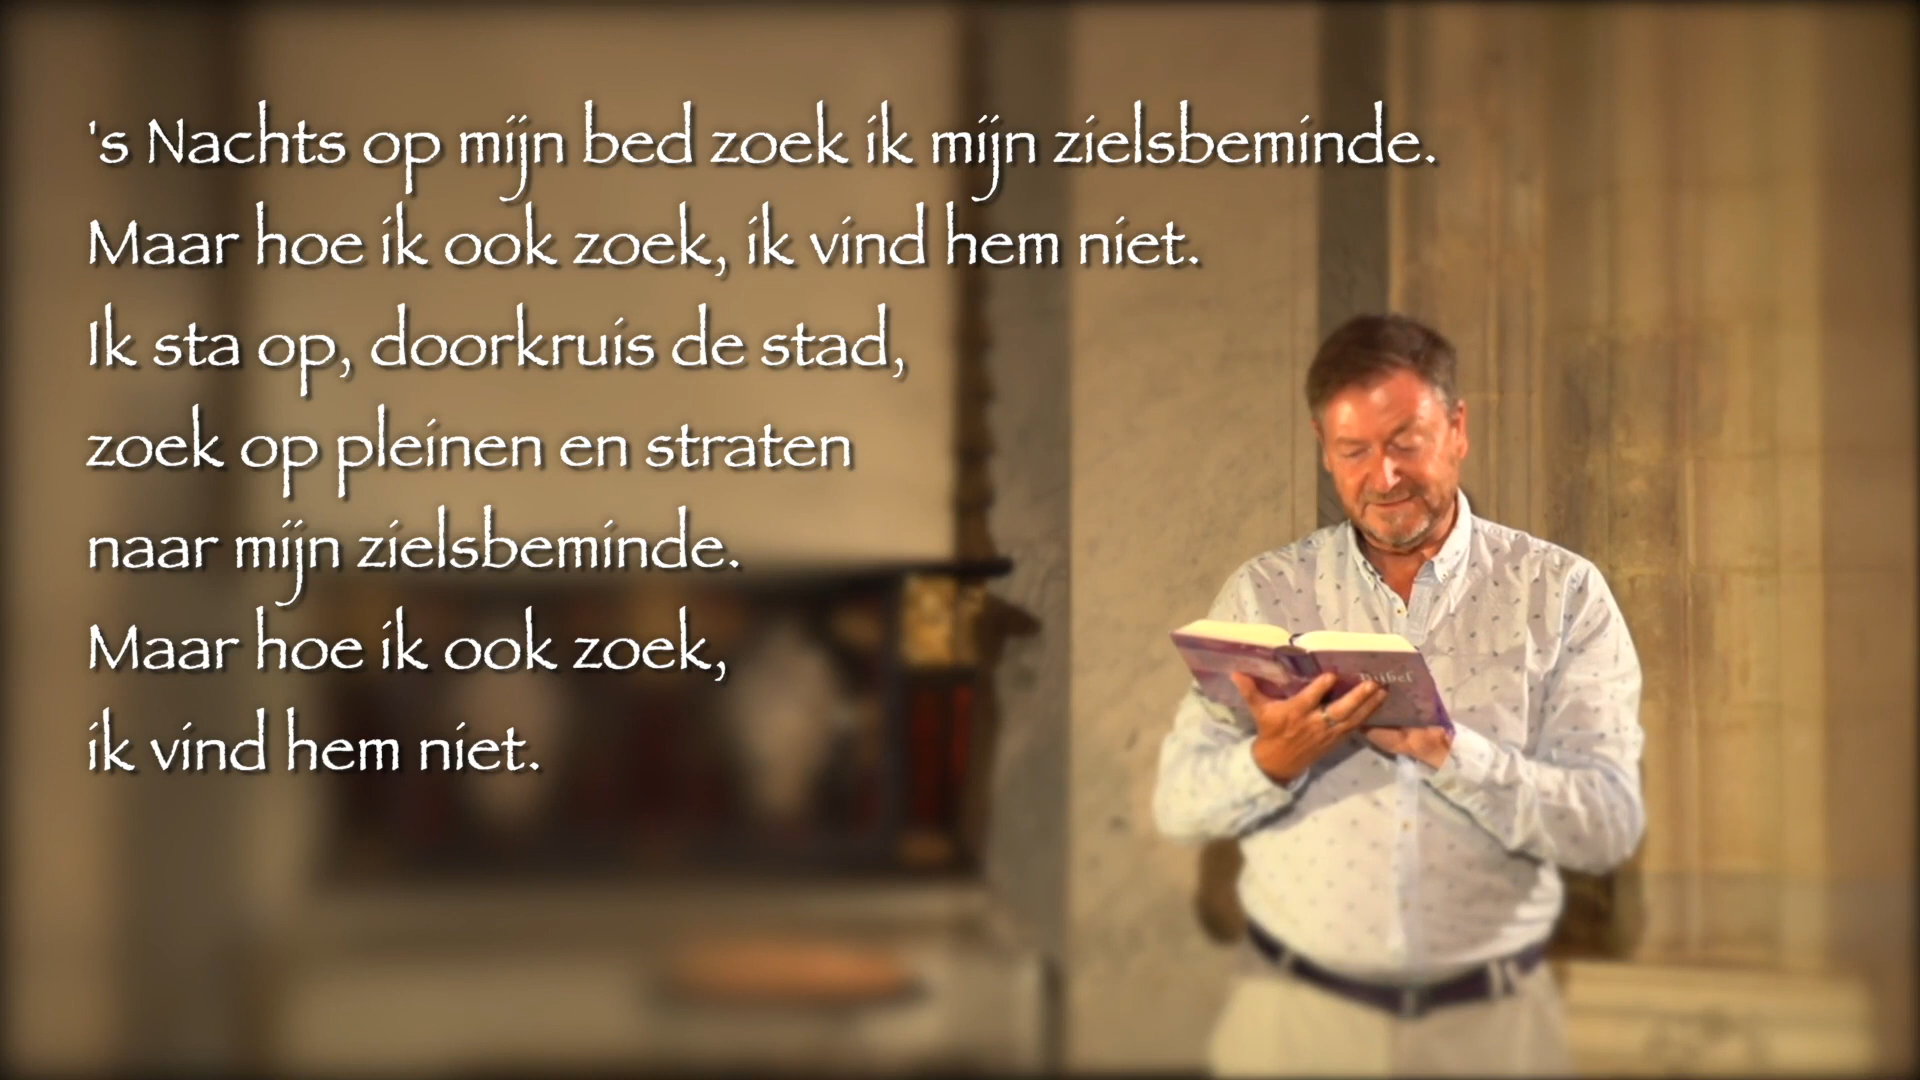 's Nachts op mijn bed zoek ik mijn zielsbeminde.
Maar hoe ik ook zoek, ik vind hem niet.
Ik sta op, doorkruis de stad,
zoek op pleinen en straten
naar mijn zielsbeminde.
Maar hoe ik ook zoek,
ik vind hem niet.
Bijbel